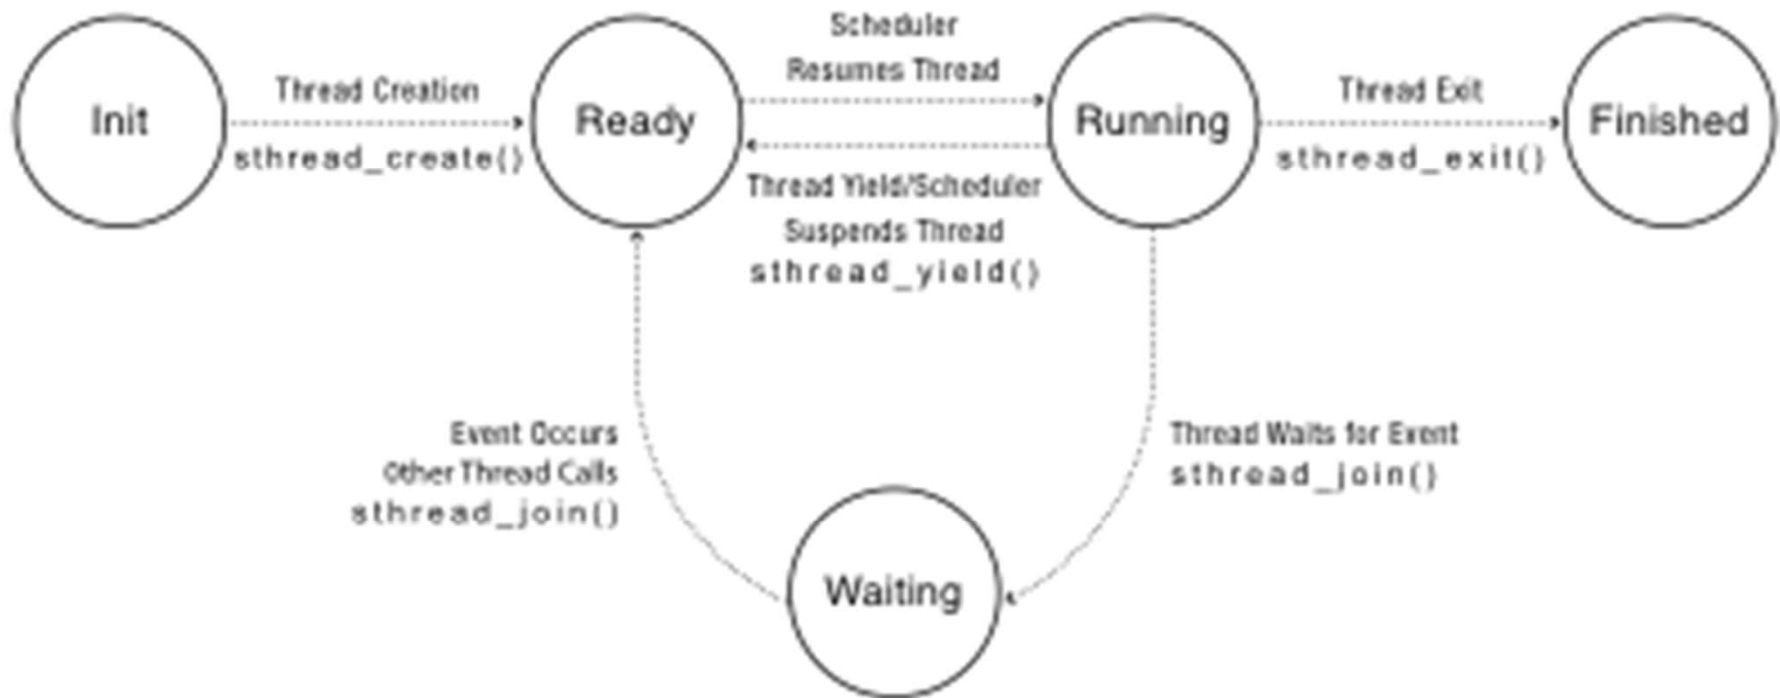 Init
Thread Creation
sthread_create()
Ready
Scheduler
Resumes Thread
Thread Yield/Scheduler
Suspends Thread
sthread_yield()
Running
Thread Exit
sthread_exit()
Finished
Event Occurs
Other Thread Calls
sthread_join()
Thread Waits for Event
sthread_join()
Waiting